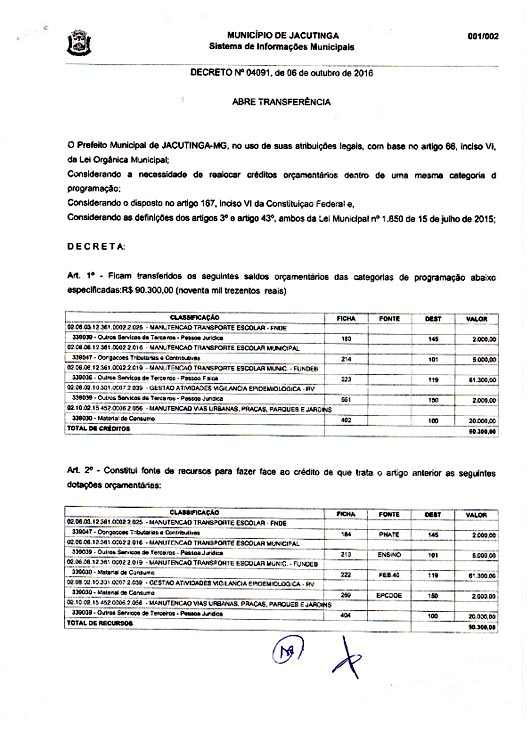 MUNICÍPIO DE JACUTINGA
001/002
Sistema de Informações Municipais
DECRETO Nº 04091, de 06 de outubro de 2016
ABRE TRANSFERÊNCIA
O Prefeito Municipal de JACUTINGA-MG, no uso de suas atribuições legais, com base no artigo 66, inciso VI,
da Lei Orgânica Municipal;
Considerando a necessidade de realocar créditos orçamentários dentro de uma mesma categoria d
programação;
Considerando o disposto no artigo 167, inciso VI da Constituiçao Federal e,
Considerando as definições dos artigos 3º e artigo 43º, ambos da Lei Municipal nº 1.650 de 15 de julho de 2015;
D E C R E T A:
Art. 1º - Ficam transferidos os seguintes saldos orçamentários das categorias de programação abaixo
especificadas:R$ 90.300,00 (noventa mil trezentos reais)
CLASSIFICAÇÃO FICHA FONTE DEST VALOR
02.06.03.12.361.0002.2.025 - MANUTENCAO TRANSPORTE ESCOLAR - FNDE
339039 - Outros Servicos de Terceiros - Pessoa Juridica 183 145 2.000,00
02.06.06.12.361.0002.2.016 - MANUTENCAO TRANSPORTE ESCOLAR MUNICIPAL
339047 - Obrigacoes Tributarias e Contributivas 214 101 5.000,00
02.06.08.12.361.0002.2.019 - MANUTENCAO TRANSPORTE ESCOLAR MUNIC. - FUNDEB
339036 - Outros Servicos de Terceiros - Pessoa Fisica 223 119 61.300,00
02.08.02.10.301.0007.2.039 - GESTAO ATIVIDADES VIGILANCIA EPIDEMIOLOGICA - RV
339039 - Outros Servicos de Terceiros - Pessoa Juridica 551 150 2.000,00
02.10.02.15.452.0006.2.056 - MANUTENCAO VIAS URBANAS, PRACAS, PARQUES E JARDINS
339030 - Material de Consumo 402 100 20.000,00
TOTAL DE CRÉDITOS 90.300,00
Art. 2º - Constitui fonte de recursos para fazer face ao crédito de que trata o artigo anterior as seguintes
dotações orçamentárias:
CLASSIFICAÇÃO FICHA FONTE DEST VALOR
02.06.03.12.361.0002.2.025 - MANUTENCAO TRANSPORTE ESCOLAR - FNDE
339047 - Obrigacoes Tributarias e Contributivas 184 PNATE 145 2.000,00
02.06.06.12.361.0002.2.016 - MANUTENCAO TRANSPORTE ESCOLAR MUNICIPAL
339039 - Outros Servicos de Terceiros - Pessoa Juridica 213 ENSINO 101 5.000,00
02.06.08.12.361.0002.2.019 - MANUTENCAO TRANSPORTE ESCOLAR MUNIC. - FUNDEB
339030 - Material de Consumo 222 FEB.40 119 61.300,00
02.08.02.10.301.0007.2.039 - GESTAO ATIVIDADES VIGILANCIA EPIDEMIOLOGICA - RV
339030 - Material de Consumo 289 EPCDOE 150 2.000,00
02.10.02.15.452.0006.2.056 - MANUTENCAO VIAS URBANAS, PRACAS, PARQUES E JARDINS
339039 - Outros Servicos de Terceiros - Pessoa Juridica 404 100 20.000,00
TOTAL DE RECURSOS 90.300,00